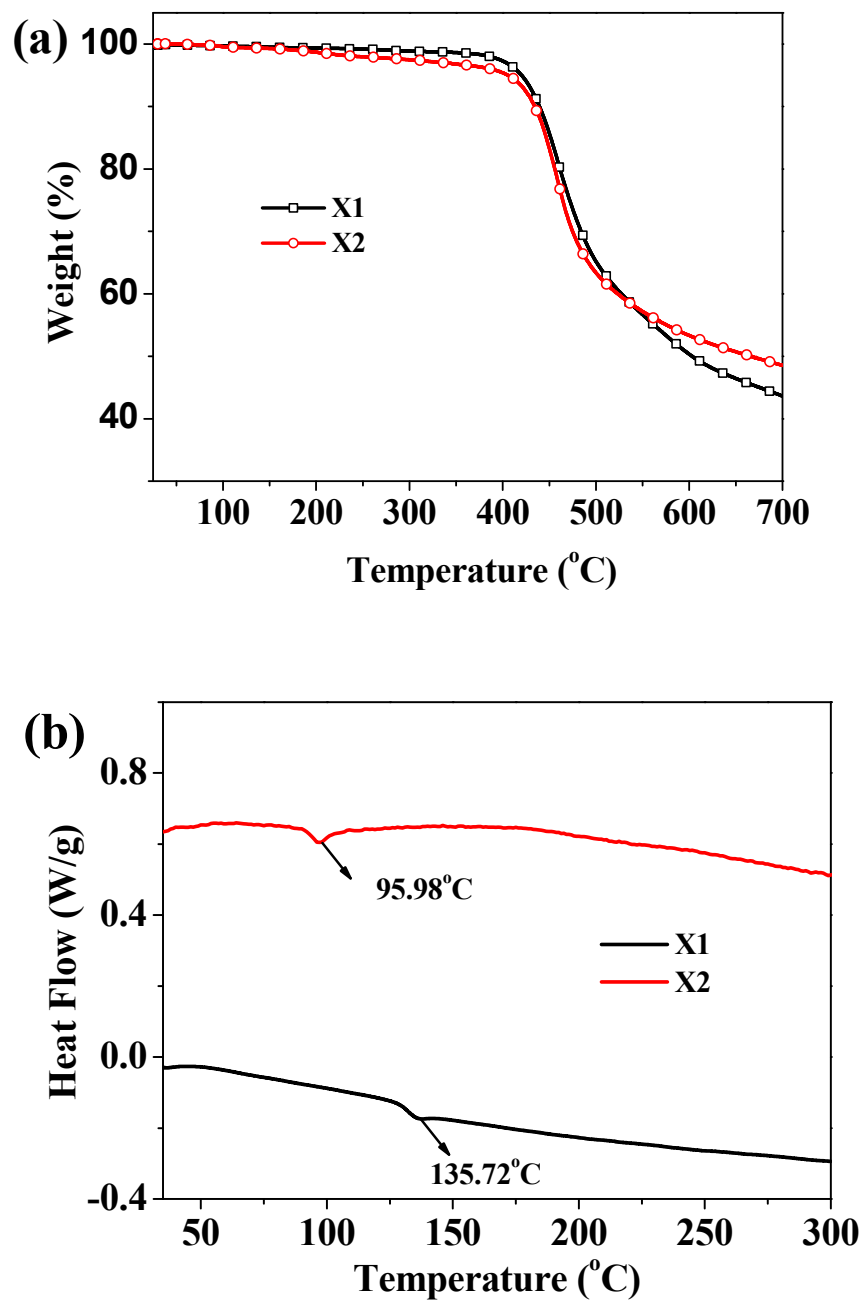 (a)
100
80
60
40
Weight (%)
X1
X2
100 200 300 400 500 600 700
Temperature (°C)
(b)
0.8
0.4
0.0
-0.4
Heat Flow (W/g)
95.98°C
X1
X2
135.72°C
50 100 150 200 250 300
Temperature (°C)